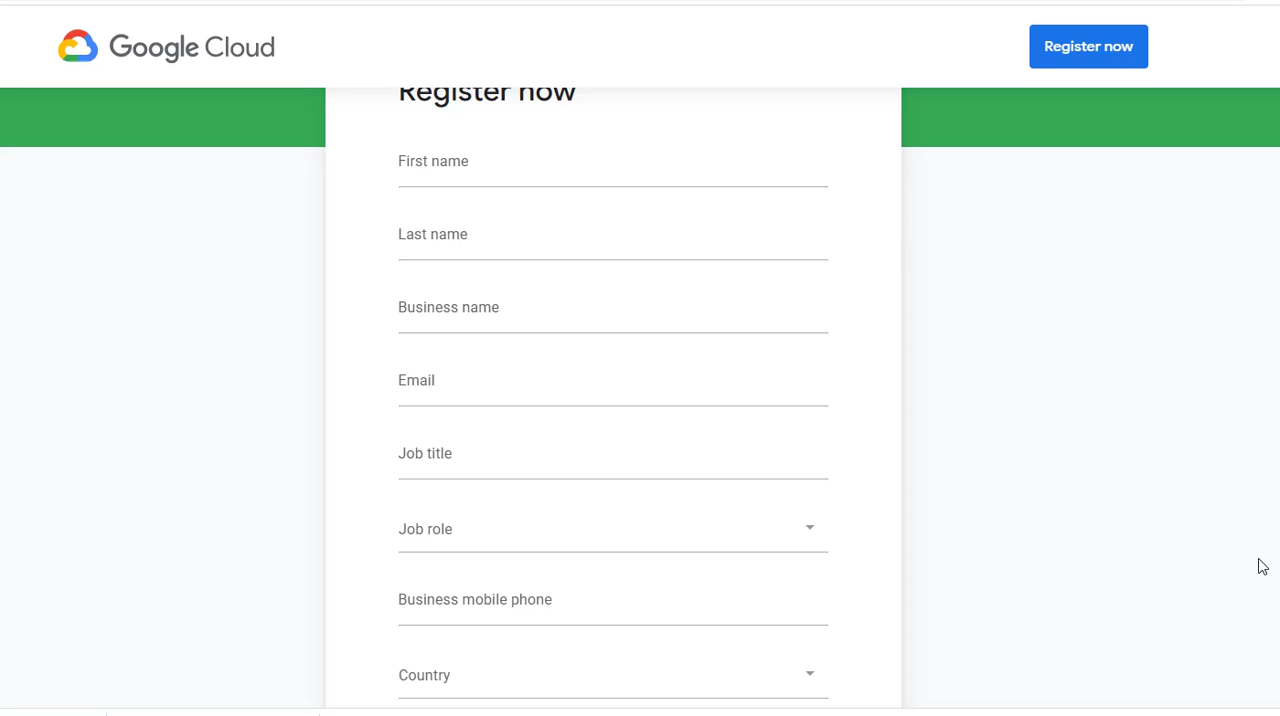 Google Cloud
Register now
Register now
First name
Last name
Business name
Email
Job title
Job role
Business mobile phone
Country